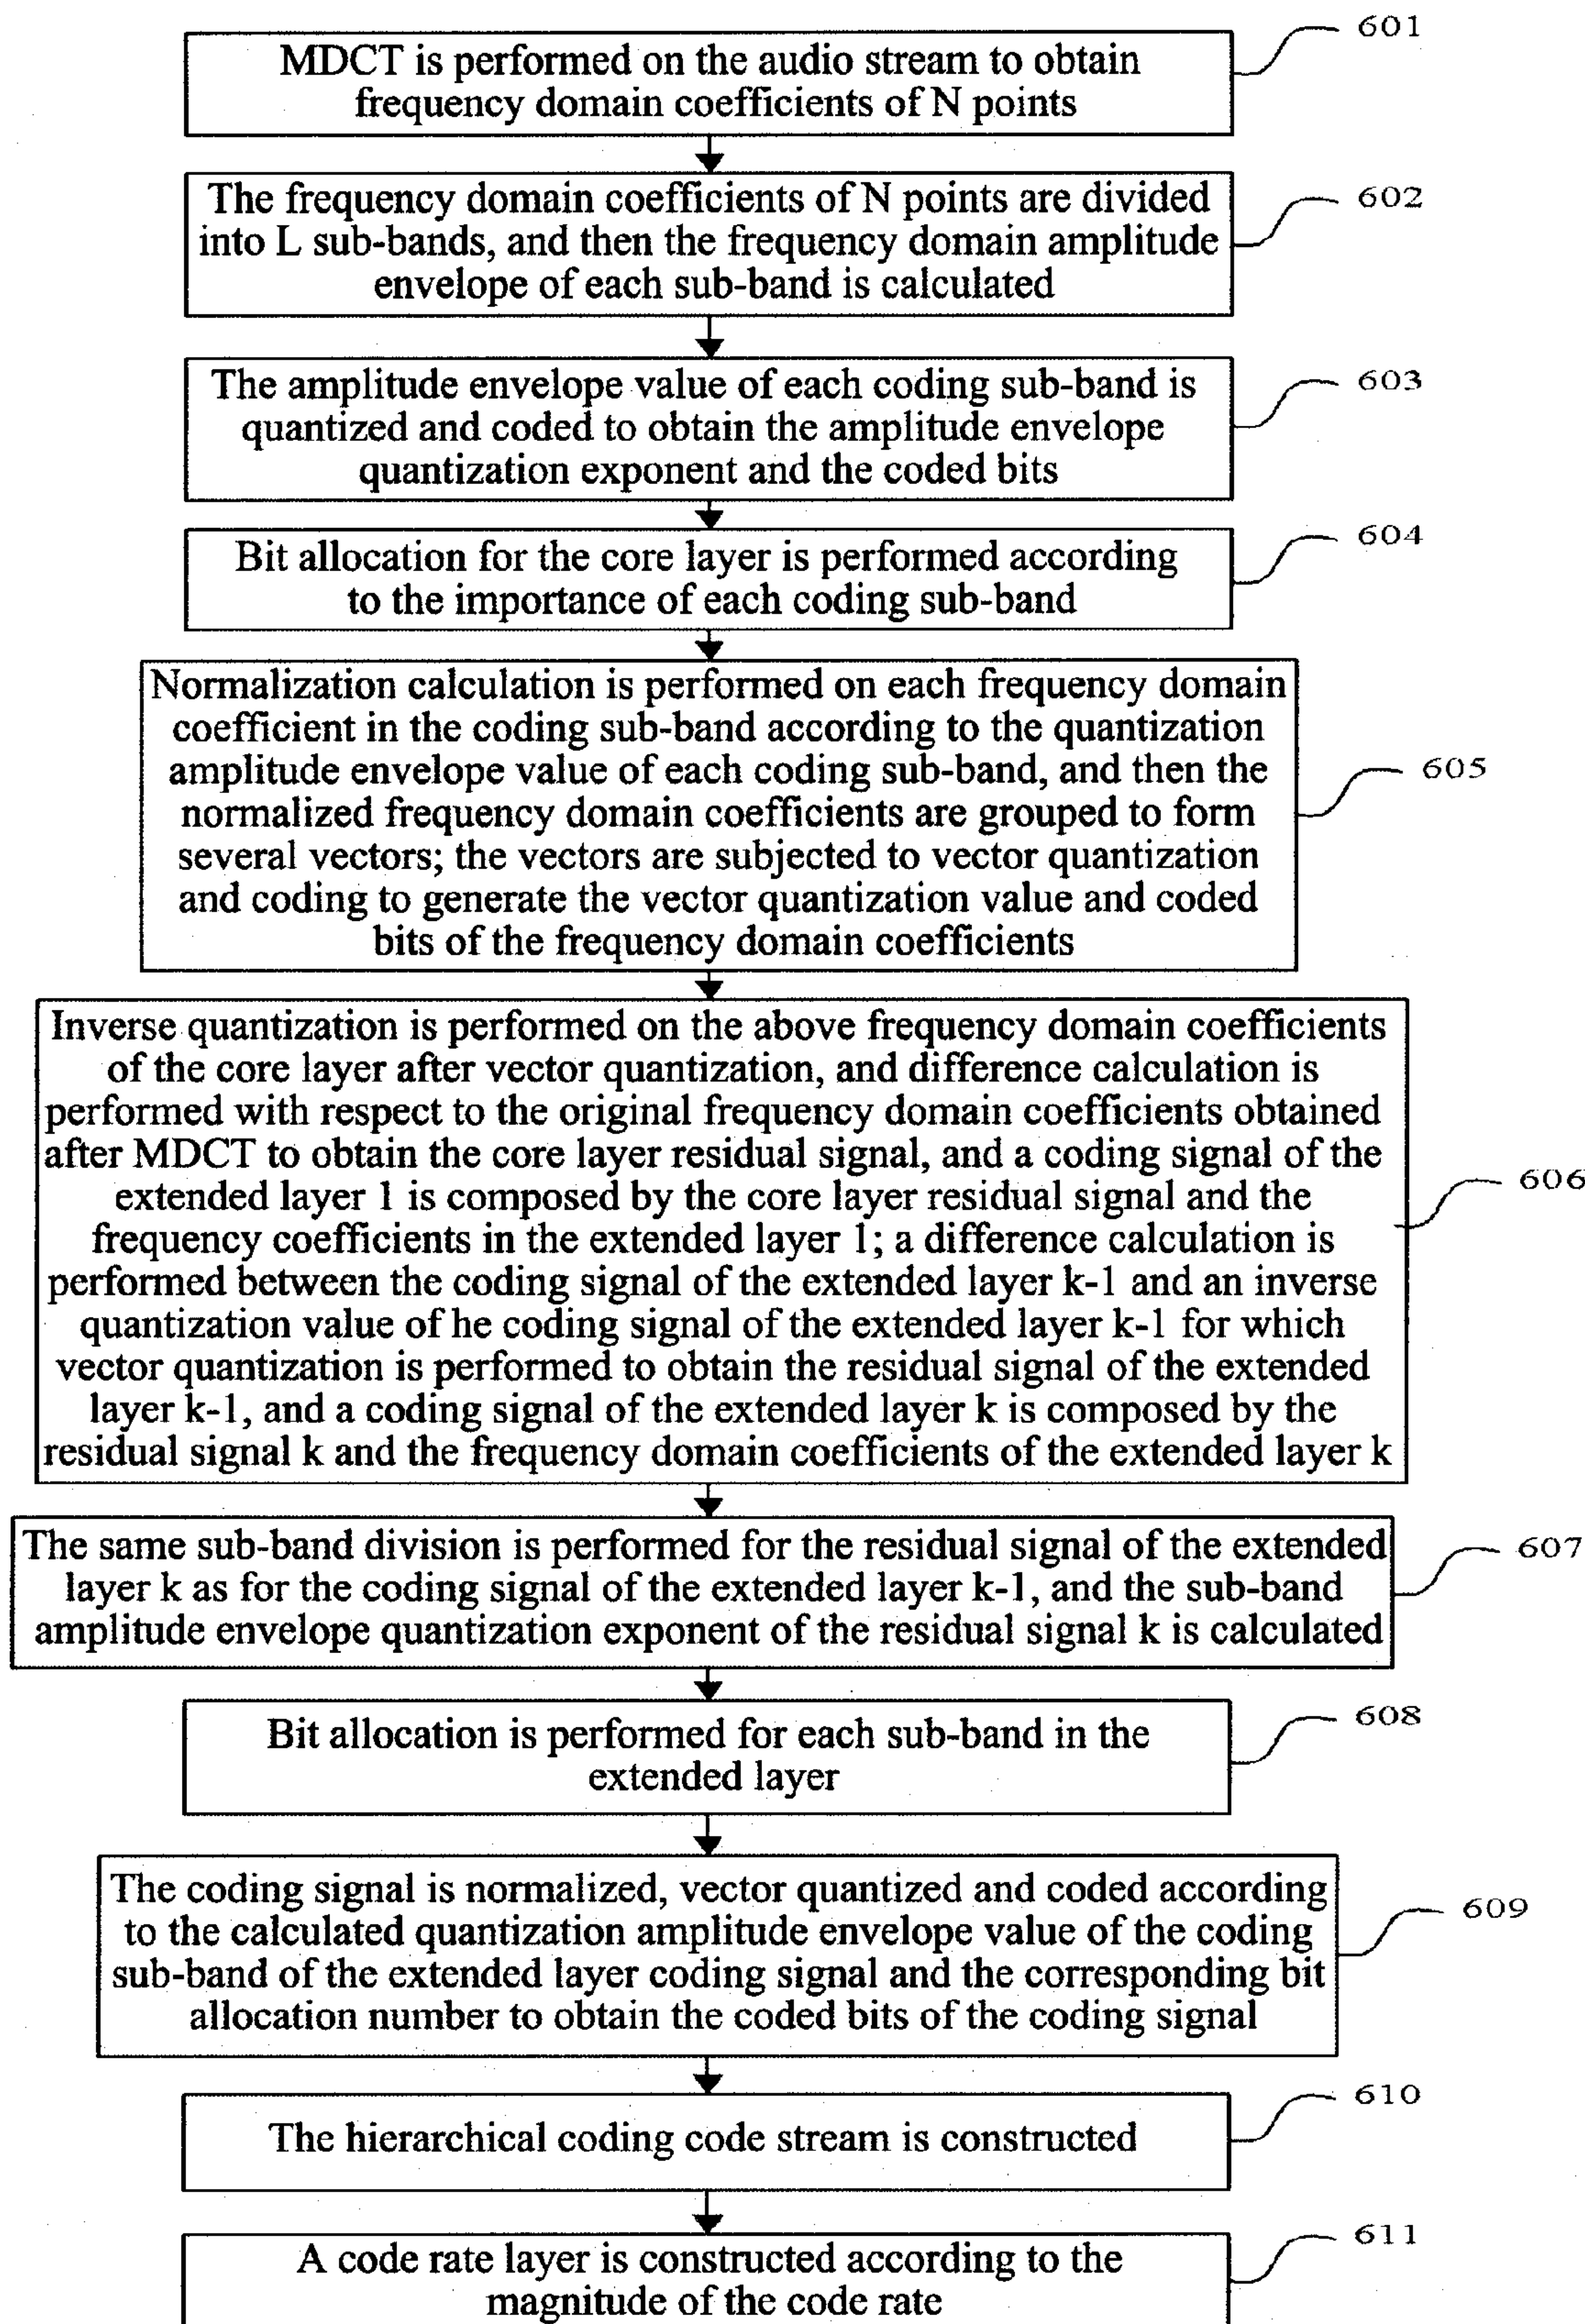 601
MDCT is performed on the audio stream to obtain
frequency domain coefficients of N points
602
The frequency domain coefficients of N points are divided
into L sub-bands, and then the frequency domain amplitude
envelope of each sub-band is calculated
603
The amplitude envelope value of each coding sub-band is
quantized and coded to obtain the amplitude envelope
quantization exponent and the coded bits
604
Bit allocation for the core layer is performed according
to the importance of each coding sub-band
605
Normalization calculation is performed on each frequency domain
coefficient in the coding sub-band according to the quantization
amplitude envelope value of each coding sub-band, and then the
normalized frequency domain coefficients are grouped to form
several vectors; the vectors are subjected to vector quantization
and coding to generate the vector quantization value and coded
bits of the frequency domain coefficients
606
Inverse quantization is performed on the above frequency domain coefficients
of the core layer after vector quantization, and difference calculation is
performed with respect to the original frequency domain coefficients obtained
after MDCT to obtain the core layer residual signal, and a coding signal of the
extended layer 1 is composed by the core layer residual signal and the
frequency coefficients in the extended layer 1; a difference calculation is
performed between the coding signal of the extended layer k-1 and an inverse
quantization value of he coding signal of the extended layer k-1 for which
vector quantization is performed to obtain the residual signal of the extended
layer k-1, and a coding signal of the extended layer k is composed by the
residual signal k and the frequency domain coefficients of the extended layer k
607
The same sub-band division is performed for the residual signal of the extended
layer k as for the coding signal of the extended layer k-1, and the sub-band
amplitude envelope quantization exponent of the residual signal k is calculated
608
Bit allocation is performed for each sub-band in the
extended layer
609
The coding signal is normalized, vector quantized and coded according
to the calculated quantization amplitude envelope value of the coding
sub-band of the extended layer coding signal and the corresponding bit
allocation number to obtain the coded bits of the coding signal
610
The hierarchical coding code stream is constructed
611
A code rate layer is constructed according to the
magnitude of the code rate